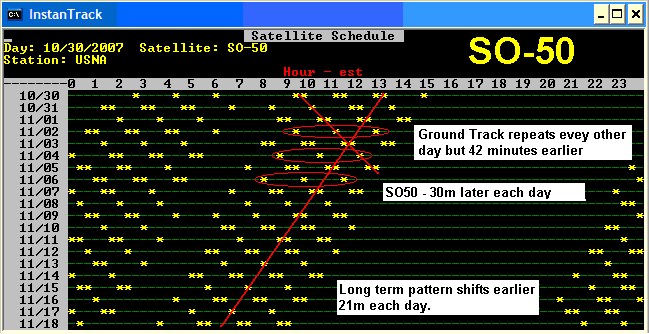 InstanTrack
Satellite Schedule
Day: 10/30/2007 Satellite: SO-50
Station: USNA
SO-50
Hour - est
0 1 2 3 4 5 6 7 8 9 10 11 12 13 14 15 16 17 18 19 20 21 22 23
10/30
10/31
11/01
11/02
Ground Track repeats evey other
day but 42 minutes earlier
11/03
11/04
11/05
11/06
SO50 - 30m later each day
11/07
11/08
11/09
11/10
11/11
11/12
11/13
11/14
11/15
Long term pattern shifts earlier
21m each day.
11/16
11/17
11/18